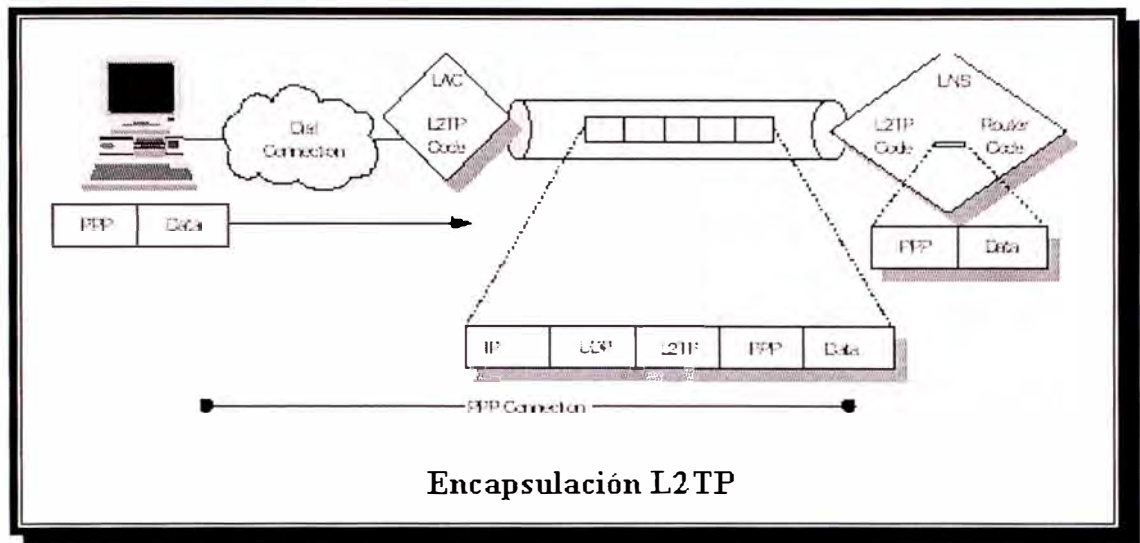 LAC
L2TP
Code
Dial
Connection
LNS
L2TP
Code
Router
Code
PPP Data
PPP Data
IP UDP L2TP PPP Data
PPP Connection
Encapsulación L2TP